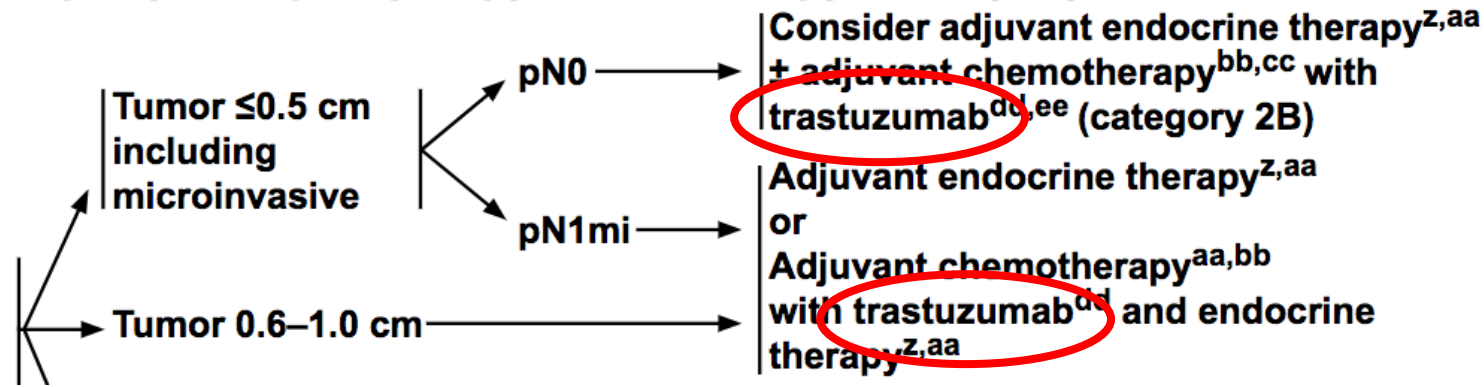 Tumor ≤0.5 cm
including
microinvasive
pN0
Consider adjuvant endocrine therapyz,aa
± adjuvant chemotherapybb,cc with
trastuzumabdd,ee (category 2B)
pN1mi
Adjuvant endocrine therapyz,aa
or
Adjuvant chemotherapyaa,bb
with trastuzumabdd and endocrine
therapyz,aa
Tumor 0.6–1.0 cm